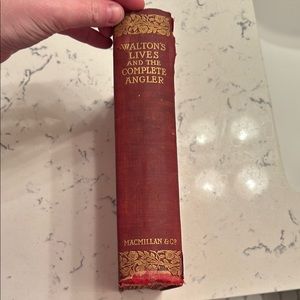 WALTON'S
LIVES
AND THE
COMPLETE
ANGLER
MACMILLAN & Cº